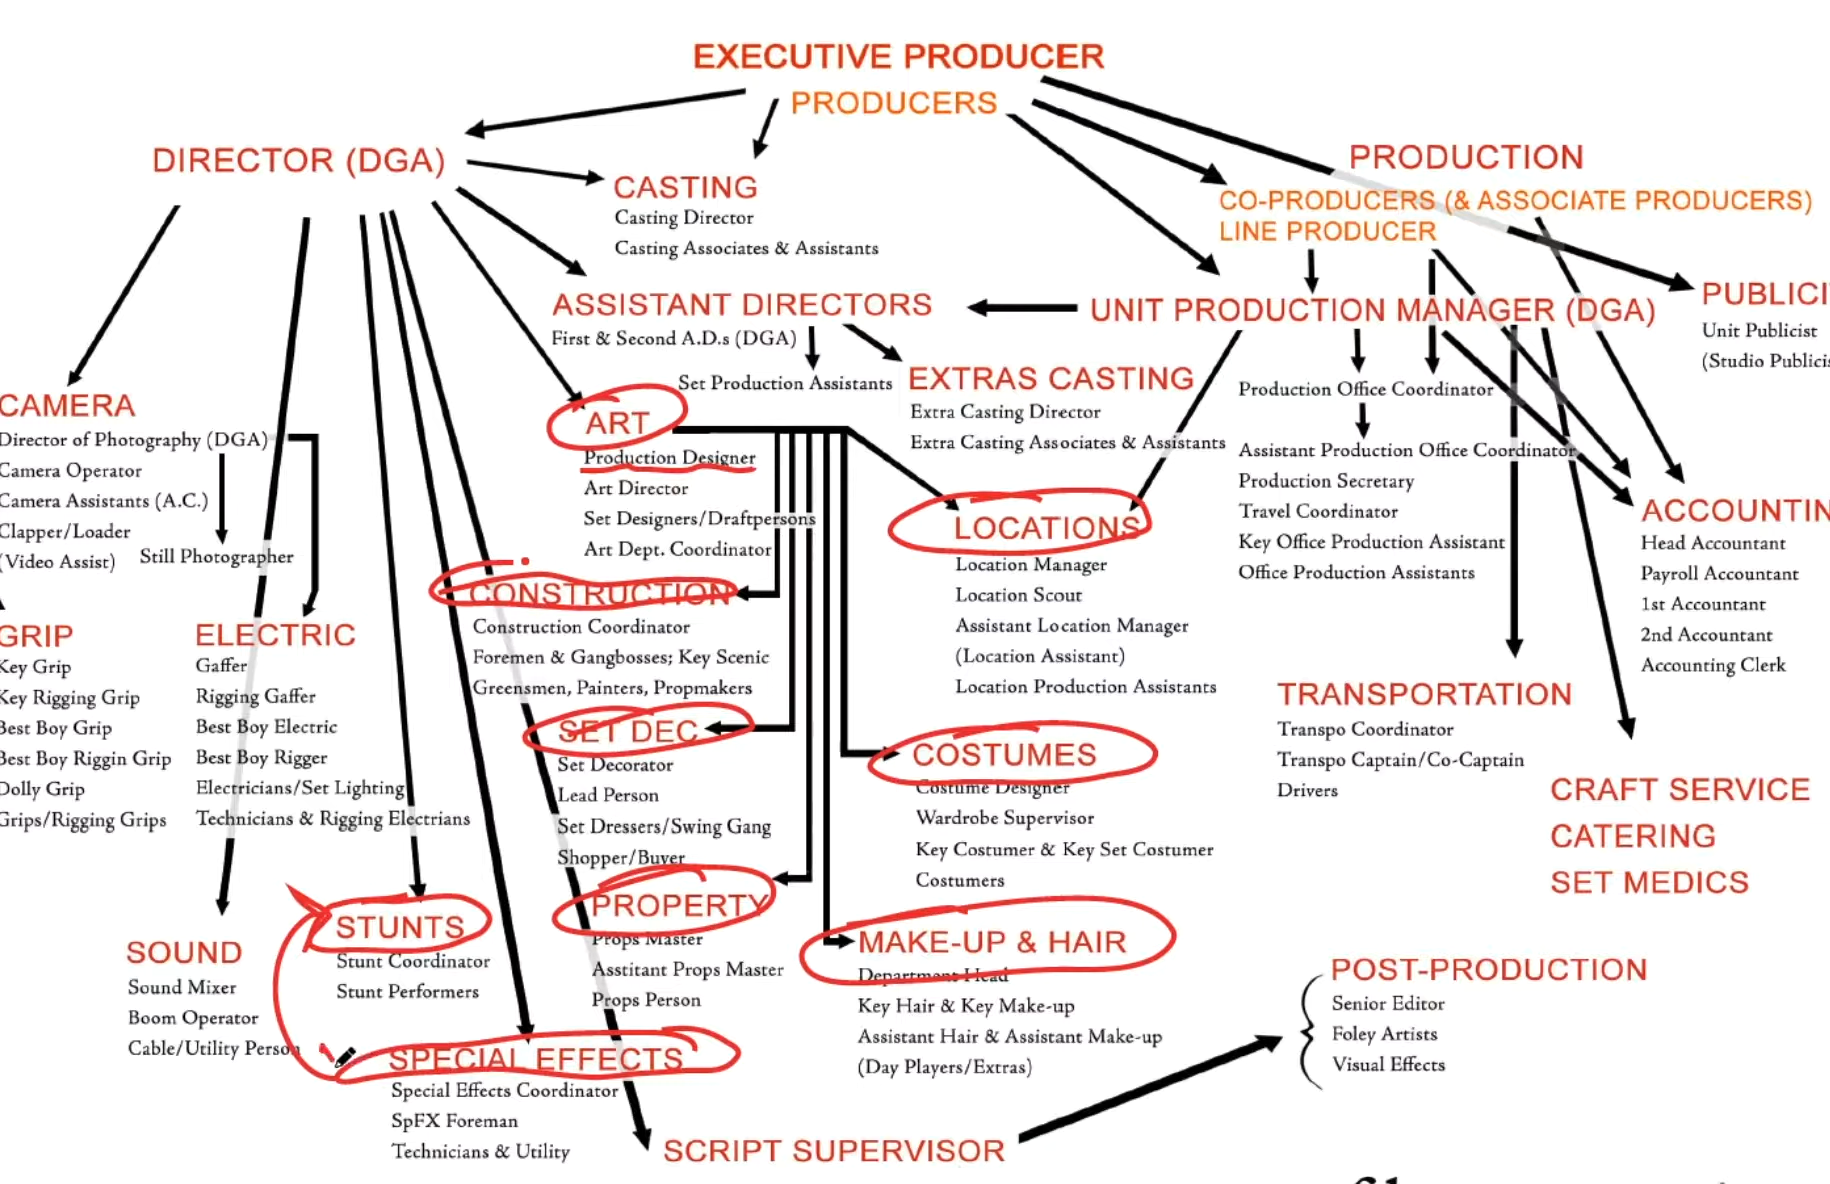 EXECUTIVE PRODUCER
PRODUCERS
DIRECTOR (DGA)
CASTING
Casting Director
Casting Associates & Assistants
PRODUCTION
CO-PRODUCERS (& ASSOCIATE PRODUCERS)
LINE PRODUCER
ASSISTANT DIRECTORS
First & Second A.D.s (DGA)
Set Production Assistants
UNIT PRODUCTION MANAGER (DGA)
PUBLICI
Unit Publicist
(Studio Publicis
EXTRAS CASTING
Extra Casting Director
Extra Casting Associates & Assistants
Production Office Coordinator
Assistant Production Office Coordinator
Production Secretary
Travel Coordinator
Key Office Production Assistant
Office Production Assistants
CAMERA
Director of Photography (DGA)
Camera Operator
Camera Assistants (A.C.)
Clapper/Loader
(Video Assist)
Still Photographer
ART
Production Designer
Art Director
Set Designers/Draftpersons
Art Dept. Coordinator
LOCATIONS
Location Manager
Location Scout
Assistant Location Manager
(Location Assistant)
Location Production Assistants
ACCOUNTIN
Head Accountant
Payroll Accountant
1st Accountant
2nd Accountant
Accounting Clerk
GRIP
Key Grip
Key Rigging Grip
Best Boy Grip
Best Boy Riggin Grip
Dolly Grip
Grips/Rigging Grips
ELECTRIC
Gaffer
Rigging Gaffer
Best Boy Electric
Best Boy Rigger
Electricians/Set Lighting
Technicians & Rigging Electrians
CONSTRUCTION
Construction Coordinator
Foremen & Gangbosses; Key Scenic
Greensmen, Painters, Propmakers
SET DEC
Set Decorator
Lead Person
Set Dressers/Swing Gang
Shopper/Buyer
COSTUMES
Costume Designer
Wardrobe Supervisor
Key Costumer & Key Set Costumer
Costumers
TRANSPORTATION
Transpo Coordinator
Transpo Captain/Co-Captain
Drivers
CRAFT SERVICE
CATERING
SET MEDICS
SOUND
Sound Mixer
Boom Operator
Cable/Utility Person
STUNTS
Stunt Coordinator
Stunt Performers
PROPERTY
Props Master
Asstitant Props Master
Props Person
MAKE-UP & HAIR
Department Head
Key Hair & Key Make-up
Assistant Hair & Assistant Make-up
(Day Players/Extras)
POST-PRODUCTION
Senior Editor
Foley Artists
Visual Effects
SPECIAL EFFECTS
Special Effects Coordinator
SpFX Foreman
Technicians & Utility
SCRIPT SUPERVISOR